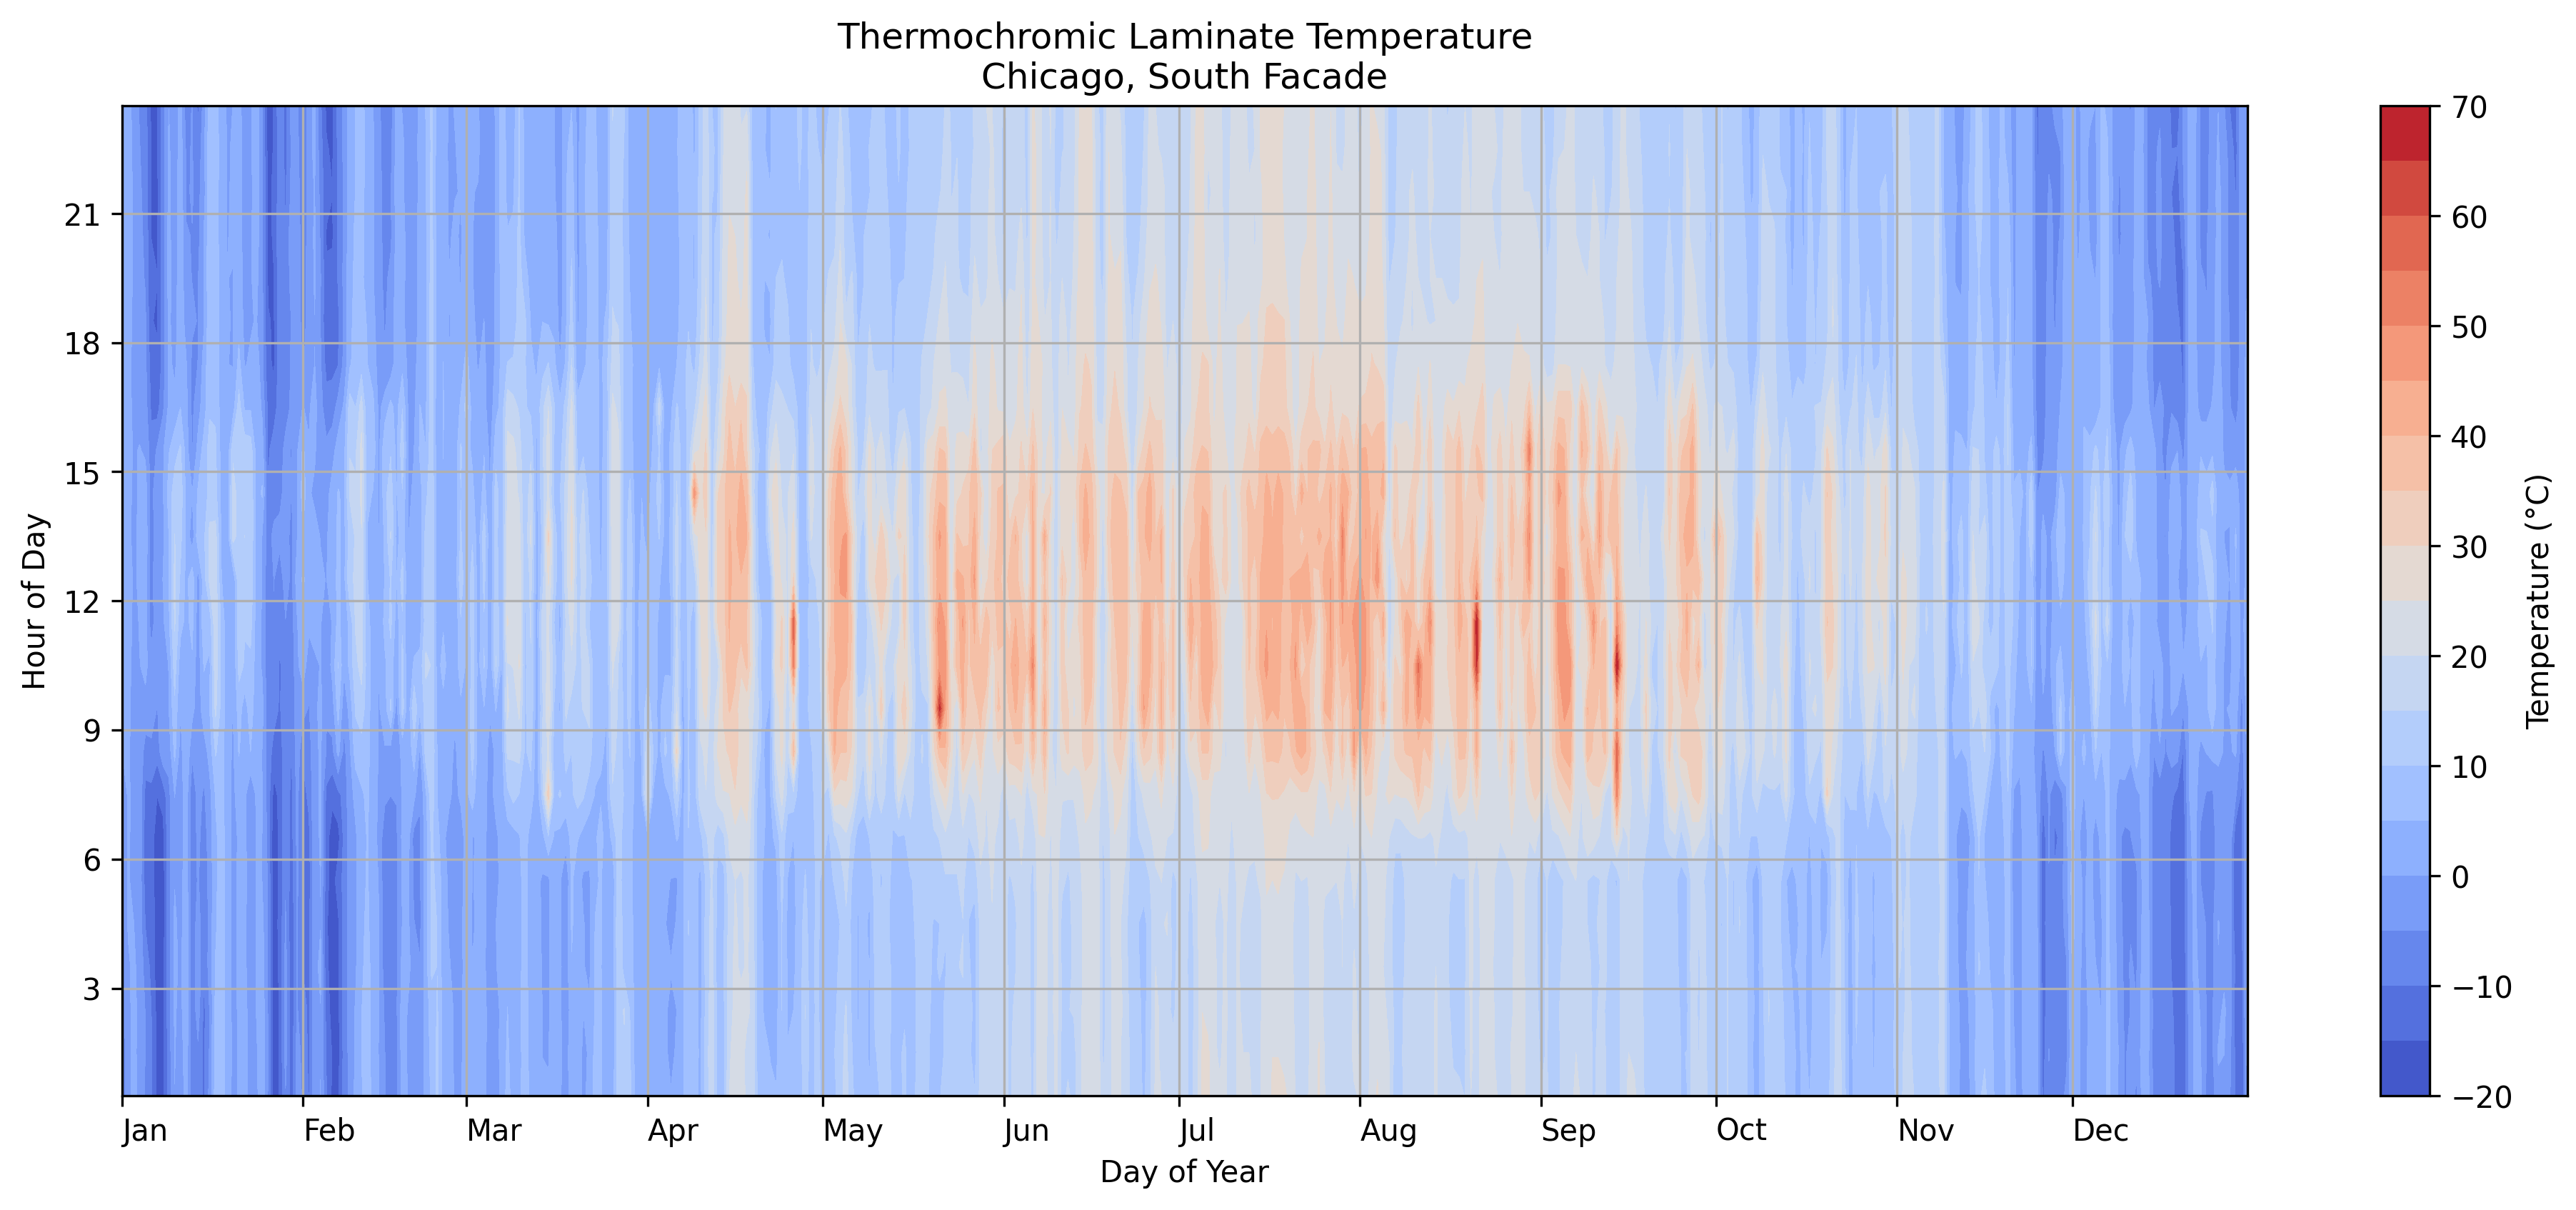 Thermochromic Laminate Temperature
Chicago, South Facade
Hour of Day
21
18
15
12
9
6
3
Jan Feb Mar Apr May Jun Jul Aug Sep Oct Nov Dec
Day of Year
70
60
50
40
30
20
10
0
−10
−20
Temperature (°C)